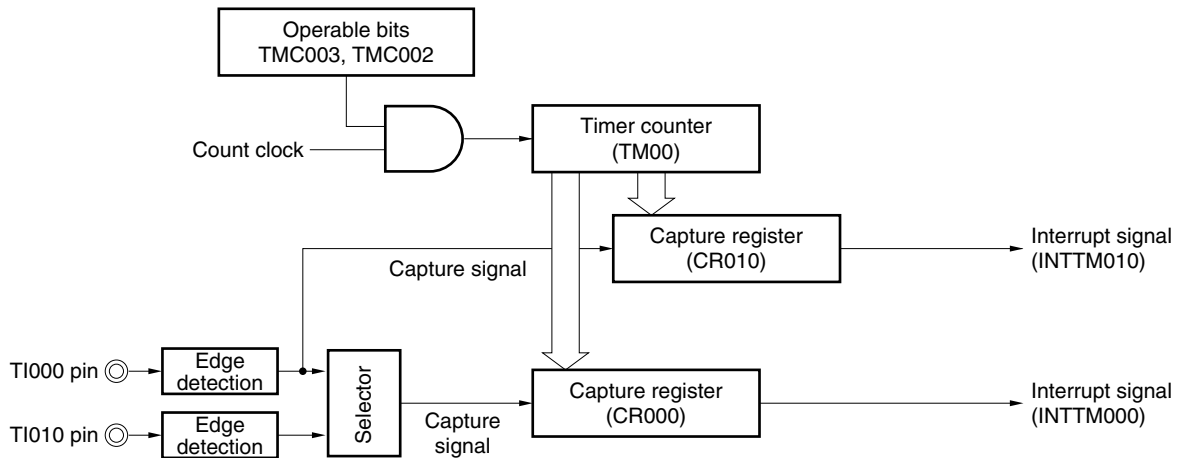 Operable bits
TMC003, TMC002
Count clock
Timer counter
(TM00)
Capture register
(CR010)
Interrupt signal
(INTTM010)
Capture signal
TI000 pin
Edge
detection
Selector
Capture register
(CR000)
Interrupt signal
(INTTM000)
TI010 pin
Edge
detection
Capture
signal